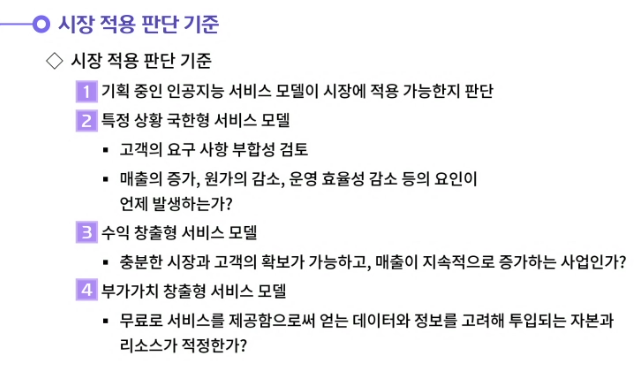 시장 적용 판단 기준
◇ 시장 적용 판단 기준
1 기획 중인 인공지능 서비스 모델이 시장에 적용 가능한지 판단
2 특정 상황 국한형 서비스 모델
▪ 고객의 요구 사항 부합성 검토
▪ 매출의 증가, 원가의 감소, 운영 효율성 감소 등의 요인이
언제 발생하는가?
3 수익 창출형 서비스 모델
▪ 충분한 시장과 고객의 확보가 가능하고, 매출이 지속적으로 증가하는 사업인가?
4 부가가치 창출형 서비스 모델
▪ 무료로 서비스를 제공함으로써 얻는 데이터와 정보를 고려해 투입되는 자본과
리소스가 적정한가?